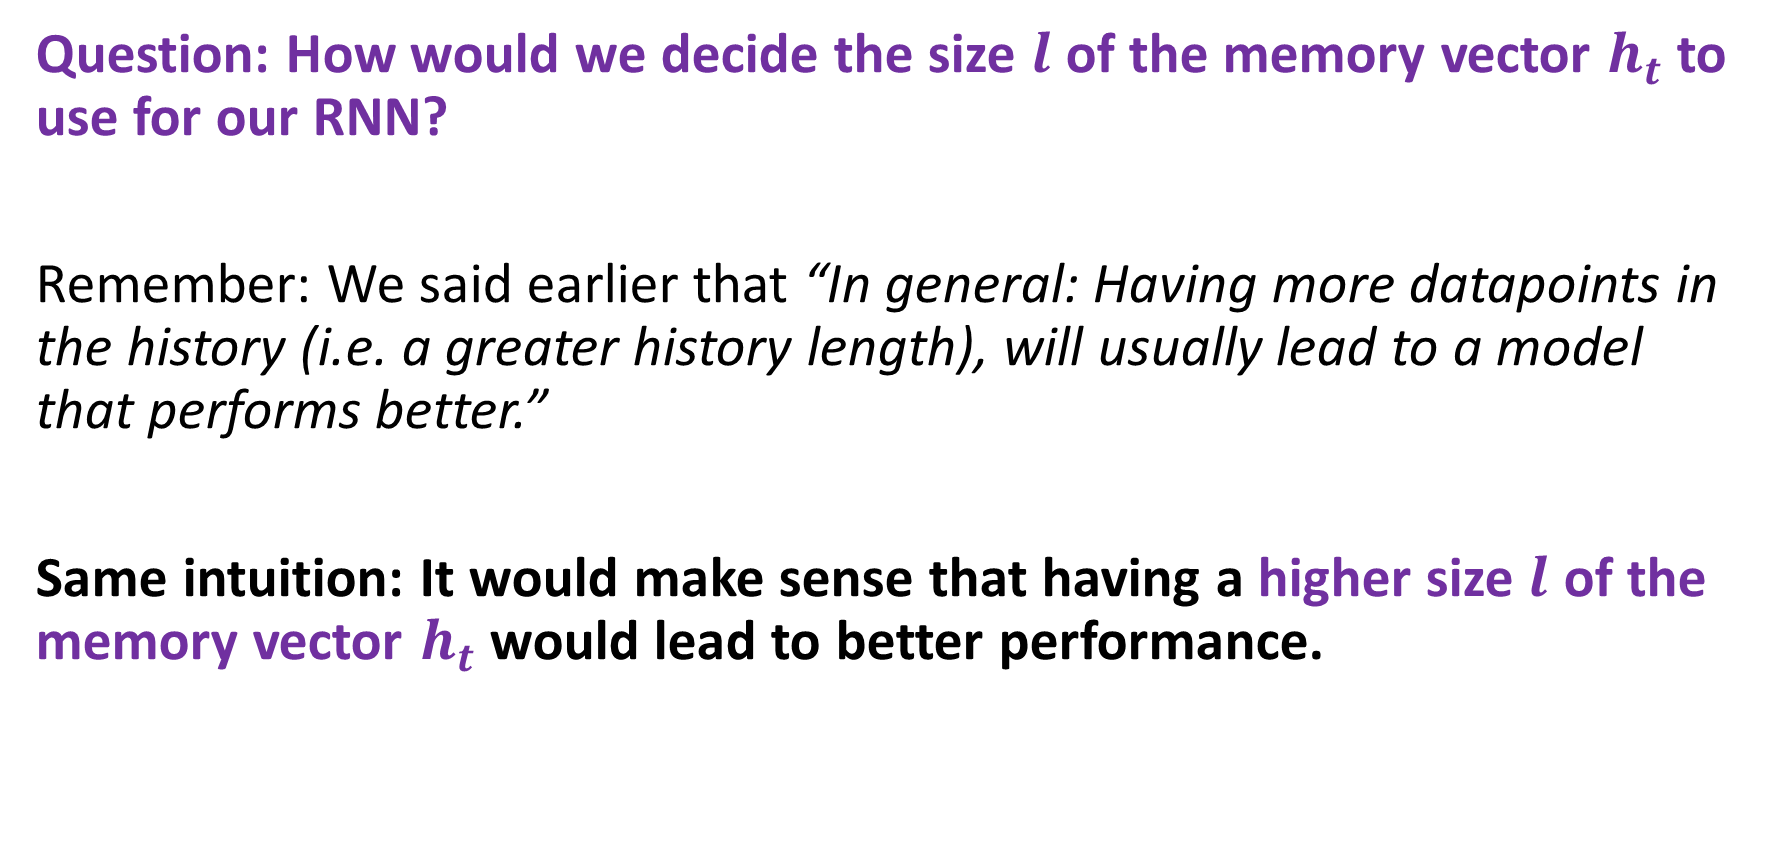 Question: How would we decide the size l of the memory vector hₜ to
use for our RNN?
Remember: We said earlier that “In general: Having more datapoints in
the history (i.e. a greater history length), will usually lead to a model
that performs better.”
Same intuition: It would make sense that having a higher size l of the
memory vector hₜ would lead to better performance.